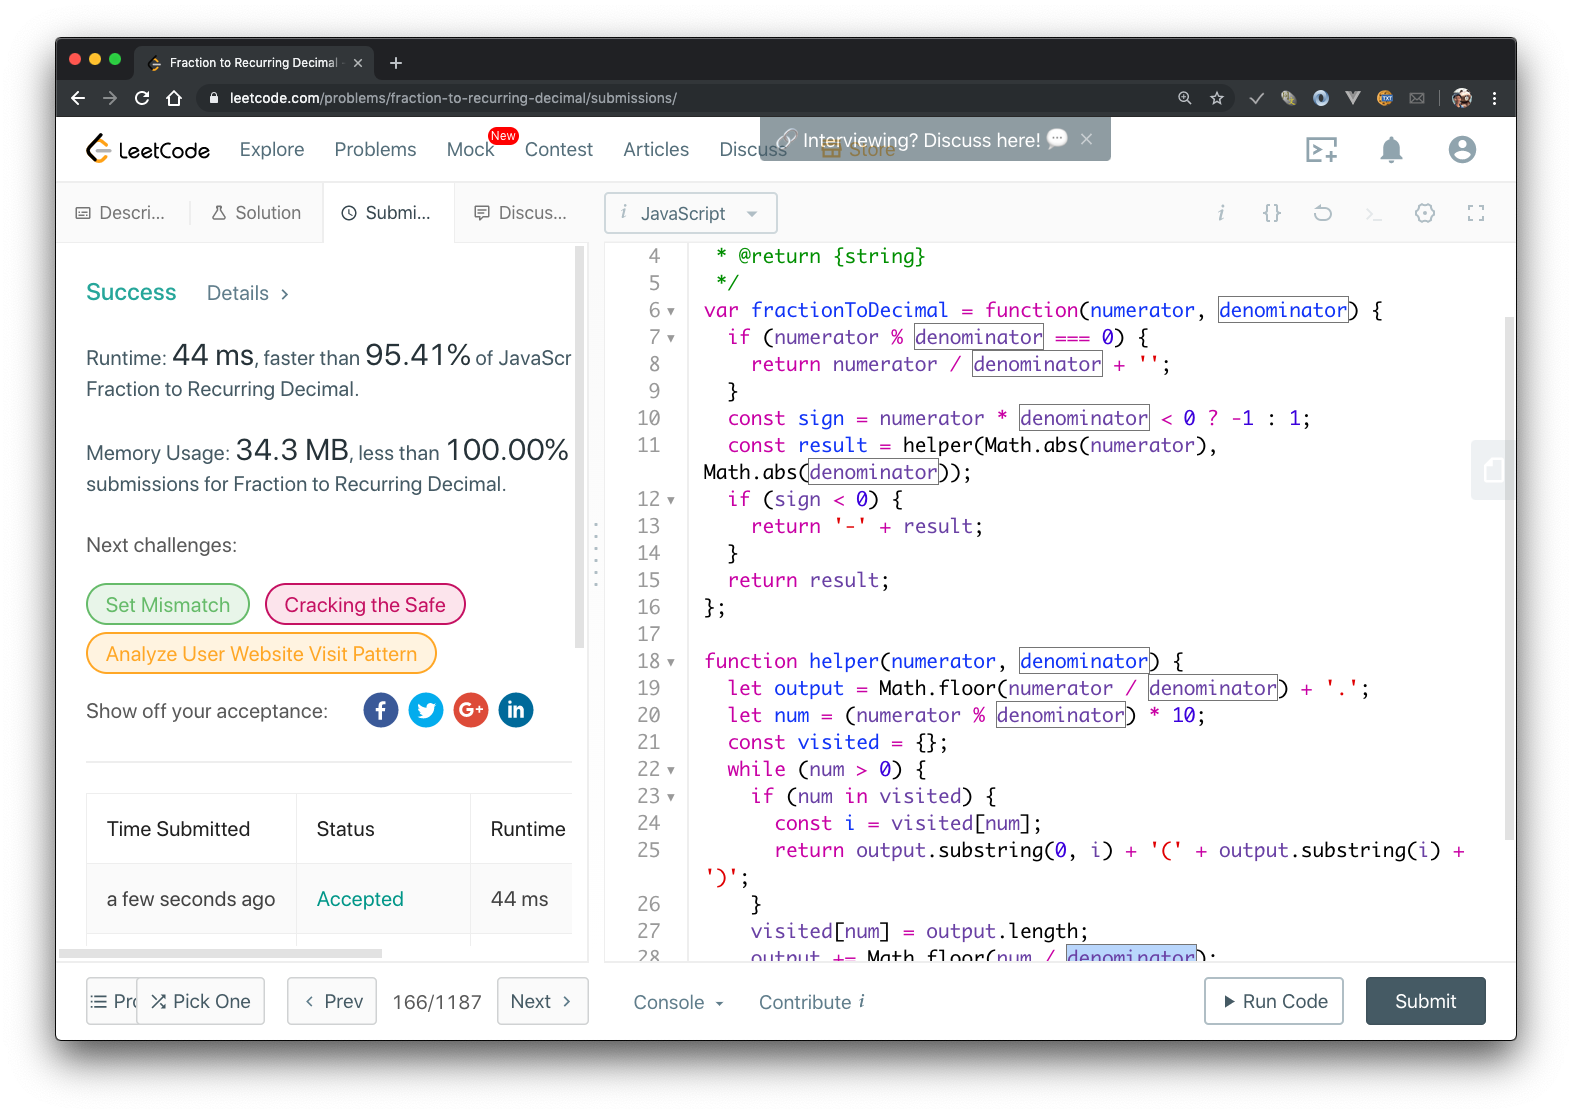 Fraction to Recurring Decimal
leetcode.com/problems/fraction-to-recurring-decimal/submissions/
LeetCode
Explore
Problems
Mock
New
Contest
Articles
Discuss
Store
Interviewing? Discuss here!
Descri...
Solution
Submi...
Discus...
i JavaScript
Success
Details >
Runtime: 44 ms, faster than 95.41% of JavaScr
Fraction to Recurring Decimal.
Memory Usage: 34.3 MB, less than 100.00%
submissions for Fraction to Recurring Decimal.
Next challenges:
Set Mismatch
Cracking the Safe
Analyze User Website Visit Pattern
Show off your acceptance:
Time Submitted Status Runtime
a few seconds ago Accepted 44 ms
4 * @return {string}
5 */
6 var fractionToDecimal = function(numerator, denominator) {
7 if (numerator % denominator === 0) {
8 return numerator / denominator + '';
9 }
10 const sign = numerator * denominator < 0 ? -1 : 1;
11 const result = helper(Math.abs(numerator),
Math.abs(denominator));
12 if (sign < 0) {
13 return '-' + result;
14 }
15 return result;
16 };
17
18 function helper(numerator, denominator) {
19 let output = Math.floor(numerator / denominator) + '.';
20 let num = (numerator % denominator) * 10;
21 const visited = {};
22 while (num > 0) {
23 if (num in visited) {
24 const i = visited[num];
25 return output.substring(0, i) + '(' + output.substring(i) +
')';
26 }
27 visited[num] = output.length;
28 output += Math.floor(num / denominator);
Pro
Pick One
< Prev
166/1187
Next >
Console
Contribute i
Run Code
Submit